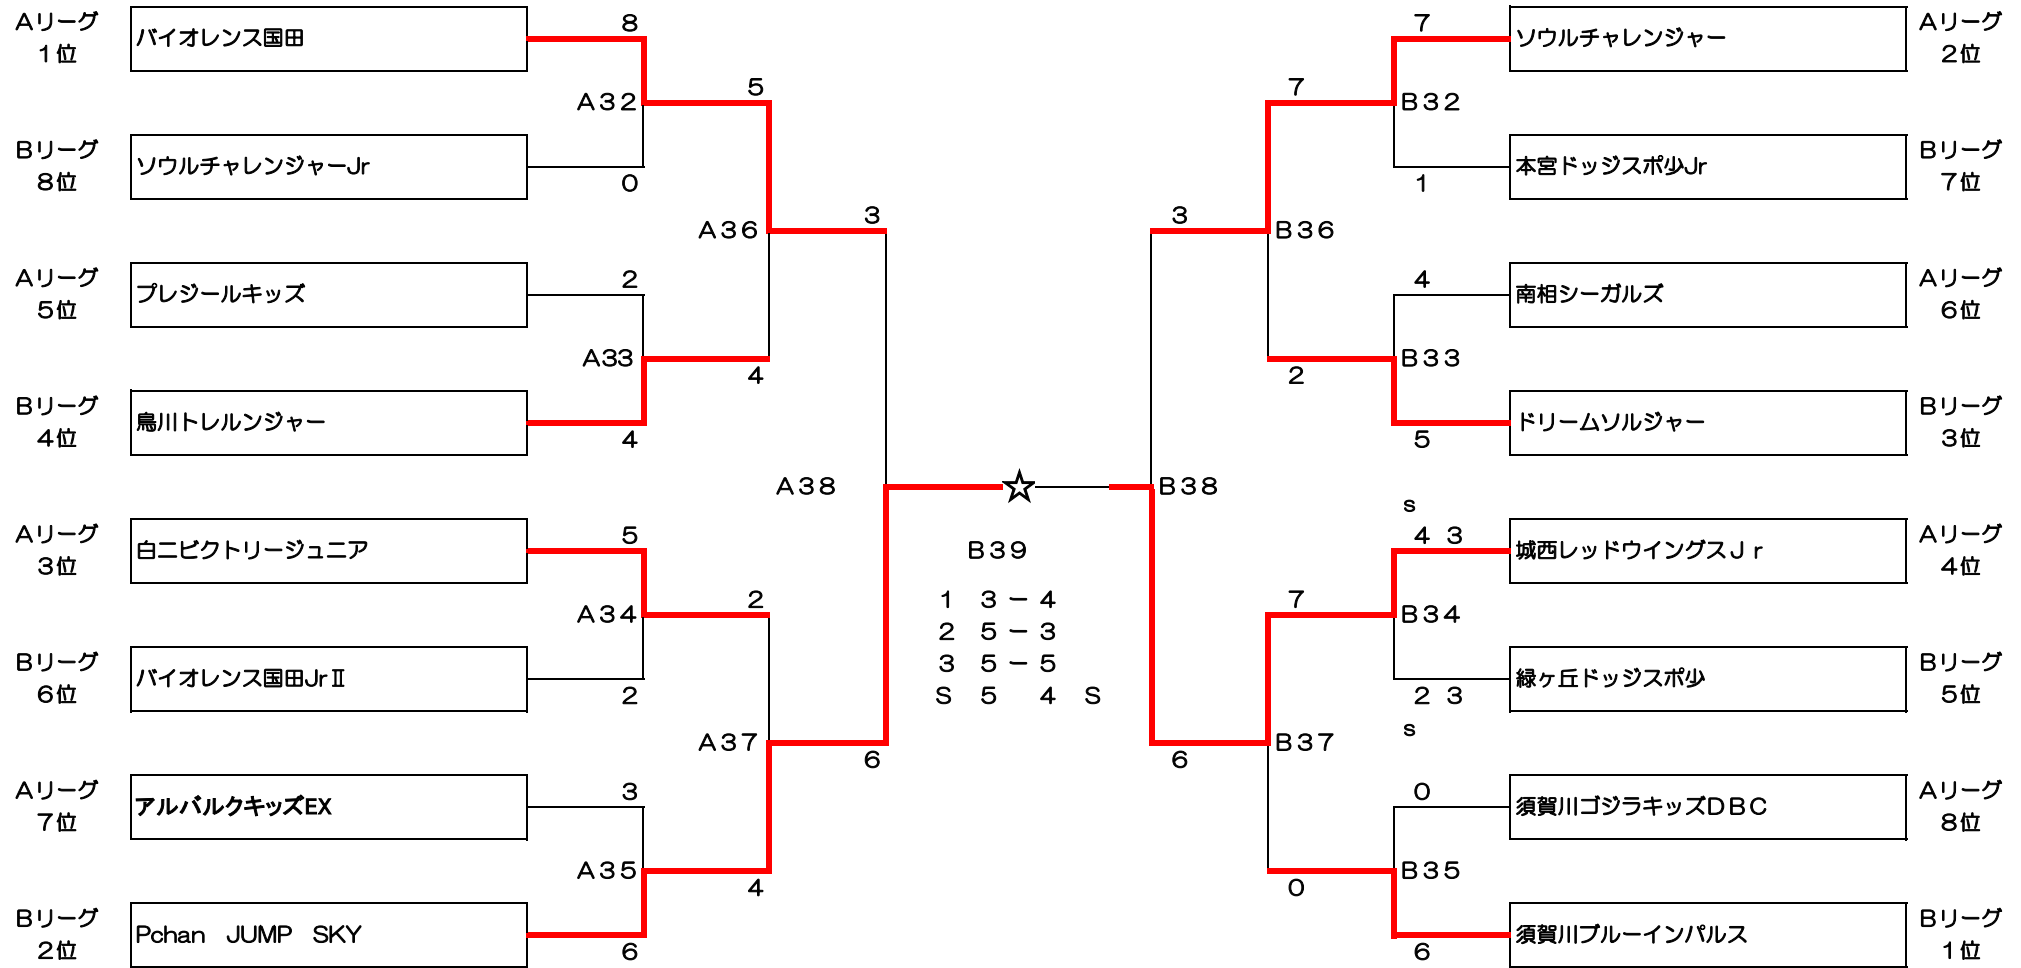 Aリーグ
1位
バイオレンス国田
8
A32
Bリーグ
8位
ソウルチャレンジャーJr
0
5
A36
Aリーグ
5位
プレジールキッズ
2
A33
Bリーグ
4位
鳥川トレルンジャー
4
4
3
A38
Aリーグ
3位
白二ビクトリージュニア
5
A34
Bリーグ
6位
バイオレンス国田JrⅡ
2
2
A37
Aリーグ
7位
アルバルクキッズEX
3
A35
Bリーグ
2位
Pchan　JUMP　SKY
6
4
6
☆
B39
1　3－4
2　5－3
3　5－5
S　5　4　S
7
ソウルチャレンジャー
Aリーグ
2位
B32
1
本宮ドッジスポ少Jr
Bリーグ
7位
7
B36
3
4
南相シーガルズ
Aリーグ
6位
B33
2
5
ドリームソルジャー
Bリーグ
3位
B38
s
4 3
城西レッドウイングスＪｒ
Aリーグ
4位
7
B34
2 3
s
緑ヶ丘ドッジスポ少
Bリーグ
5位
B37
6
0
須賀川ゴジラキッズＤＢＣ
Aリーグ
8位
B35
0
6
須賀川ブルーインパルス
Bリーグ
1位